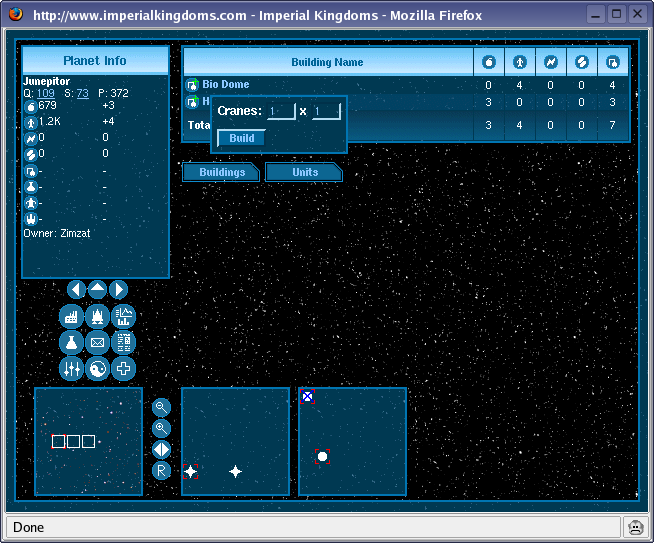 http://www.imperialkingdoms.com - Imperial Kingdoms - Mozilla Firefox
Planet Info
Junepitor
Q: 109 S: 73 P: 372
679 +3
1.2K +4
0 0
0 0
- -
- -
- -
- -
Owner: Zimzat
Building Name
Bio Dome 0 4 0 0 4
H 3 0 0 0 3
Tota 3 4 0 0 7
Cranes: 1 x 1
Build
Buildings Units
R
Done